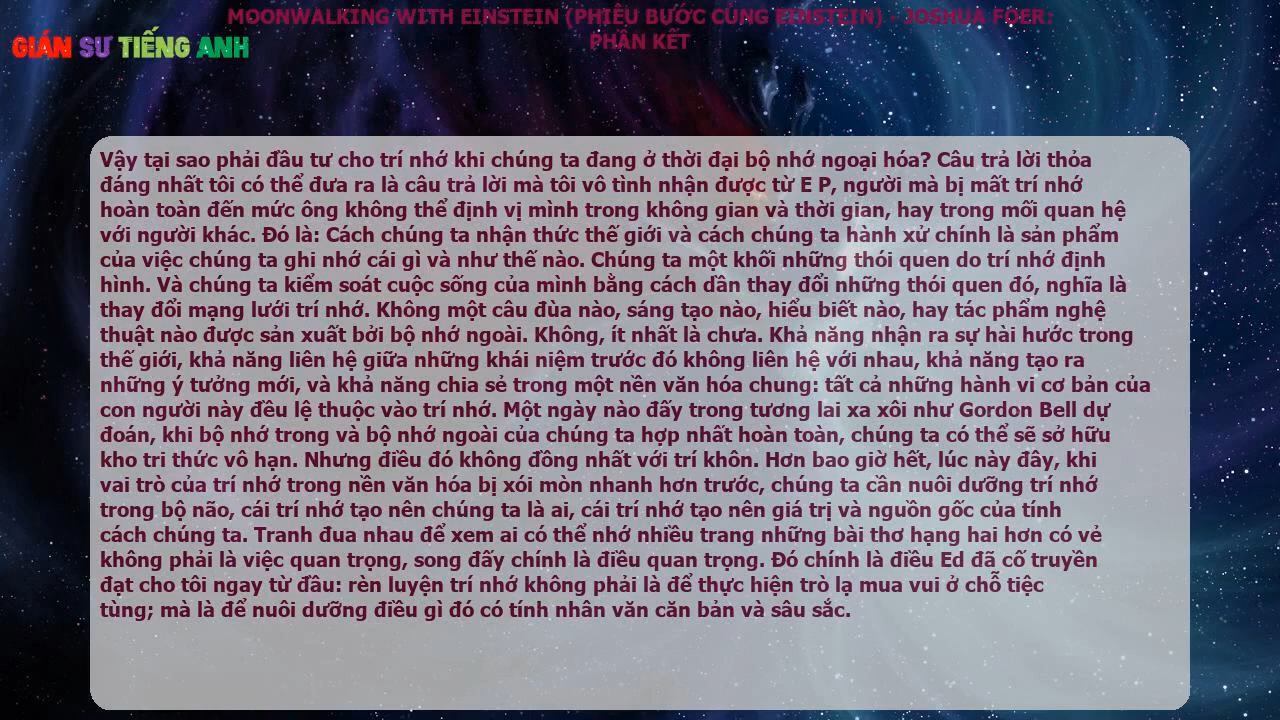 MOONWALKING WITH EINSTEIN (PHIÊU BƯỚC CÙNG EINSTEIN) - JOSHUA FOER:
PHẦN KẾT
GIÁN SƯ TIẾNG ANH
Vậy tại sao phải đầu tư cho trí nhớ khi chúng ta đang ở thời đại bộ nhớ ngoại hóa? Câu trả lời thỏa
đáng nhất tôi có thể đưa ra là câu trả lời mà tôi vô tình nhận được từ E P, người mà bị mất trí nhớ
hoàn toàn đến mức ông không thể định vị mình trong không gian và thời gian, hay trong mối quan hệ
với người khác. Đó là: Cách chúng ta nhận thức thế giới và cách chúng ta hành xử chính là sản phẩm
của việc chúng ta ghi nhớ cái gì và như thế nào. Chúng ta một khối những thói quen do trí nhớ định
hình. Và chúng ta kiểm soát cuộc sống của mình bằng cách dần thay đổi những thói quen đó, nghĩa là
thay đổi mạng lưới trí nhớ. Không một câu đùa nào, sáng tạo nào, hiểu biết nào, hay tác phẩm nghệ
thuật nào được sản xuất bởi bộ nhớ ngoài. Không, ít nhất là chưa. Khả năng nhận ra sự hài hước trong
thế giới, khả năng liên hệ giữa những khái niệm trước đó không liên hệ với nhau, khả năng tạo ra
những ý tưởng mới, và khả năng chia sẻ trong một nền văn hóa chung: tất cả những hành vi cơ bản của
con người này đều lệ thuộc vào trí nhớ. Một ngày nào đấy trong tương lai xa xôi như Gordon Bell dự
đoán, khi bộ nhớ trong và bộ nhớ ngoài của chúng ta hợp nhất hoàn toàn, chúng ta có thể sẽ sở hữu
kho tri thức vô hạn. Nhưng điều đó không đồng nhất với trí khôn. Hơn bao giờ hết, lúc này đây, khi
vai trò của trí nhớ trong nền văn hóa bị xói mòn nhanh hơn trước, chúng ta cần nuôi dưỡng trí nhớ
trong bộ não, cái trí nhớ tạo nên chúng ta là ai, cái trí nhớ tạo nên giá trị và nguồn gốc của tính
cách chúng ta. Tranh đua nhau để xem ai có thể nhớ nhiều trang những bài thơ hạng hai hơn có vẻ
không phải là việc quan trọng, song đấy chính là điều quan trọng. Đó chính là điều Ed đã cố truyền
đạt cho tôi ngay từ đầu: rèn luyện trí nhớ không phải là để thực hiện trò lạ mua vui ở chỗ tiệc
tùng; mà là để nuôi dưỡng điều gì đó có tính nhân văn căn bản và sâu sắc.